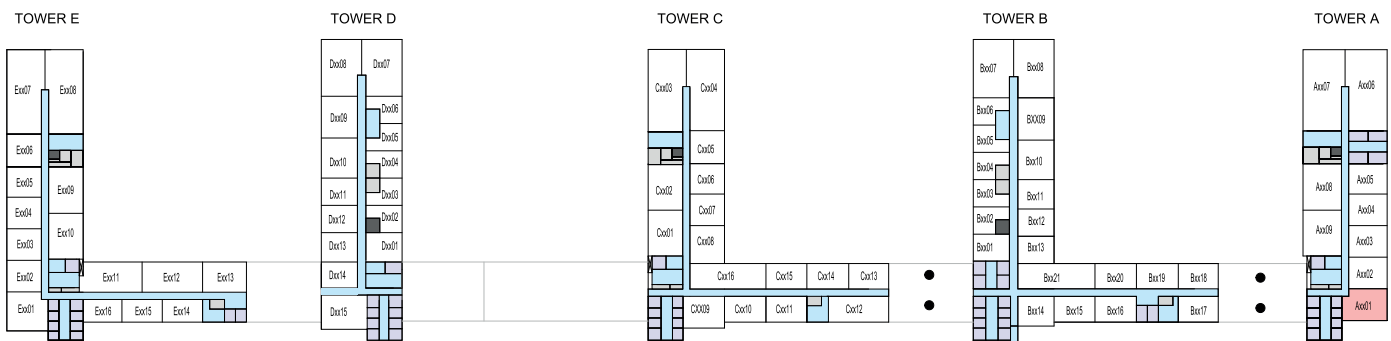 TOWER E
TOWER D
TOWER C
TOWER B
TOWER A
Exx07
Exx08
Exx06
Exx05
Exx09
Exx04
Exx10
Exx03
Exx02
Exx01
Exx11
Exx12
Exx13
Exx16
Exx15
Exx14
Dxx08
Dxx07
Dxx09
Dxx06
Dxx05
Dxx10
Dxx04
Dxx11
Dxx03
Dxx12
Dxx02
Dxx13
Dxx01
Dxx14
Dxx15
Cxx03
Cxx04
Cxx05
Cxx02
Cxx06
Cxx07
Cxx01
Cxx08
Cxx16
Cxx15
Cxx14
Cxx13
CXX09
Cxx10
Cxx11
Cxx12
Bxx07
Bxx08
Bxx06
BXX09
Bxx05
Bxx10
Bxx04
Bxx03
Bxx11
Bxx02
Bxx12
Bxx01
Bxx13
Bxx21
Bxx20
Bxx19
Bxx18
Bxx14
Bxx15
Bxx16
Bxx17
Axx07
Axx06
Axx08
Axx05
Axx04
Axx09
Axx03
Axx02
Axx01